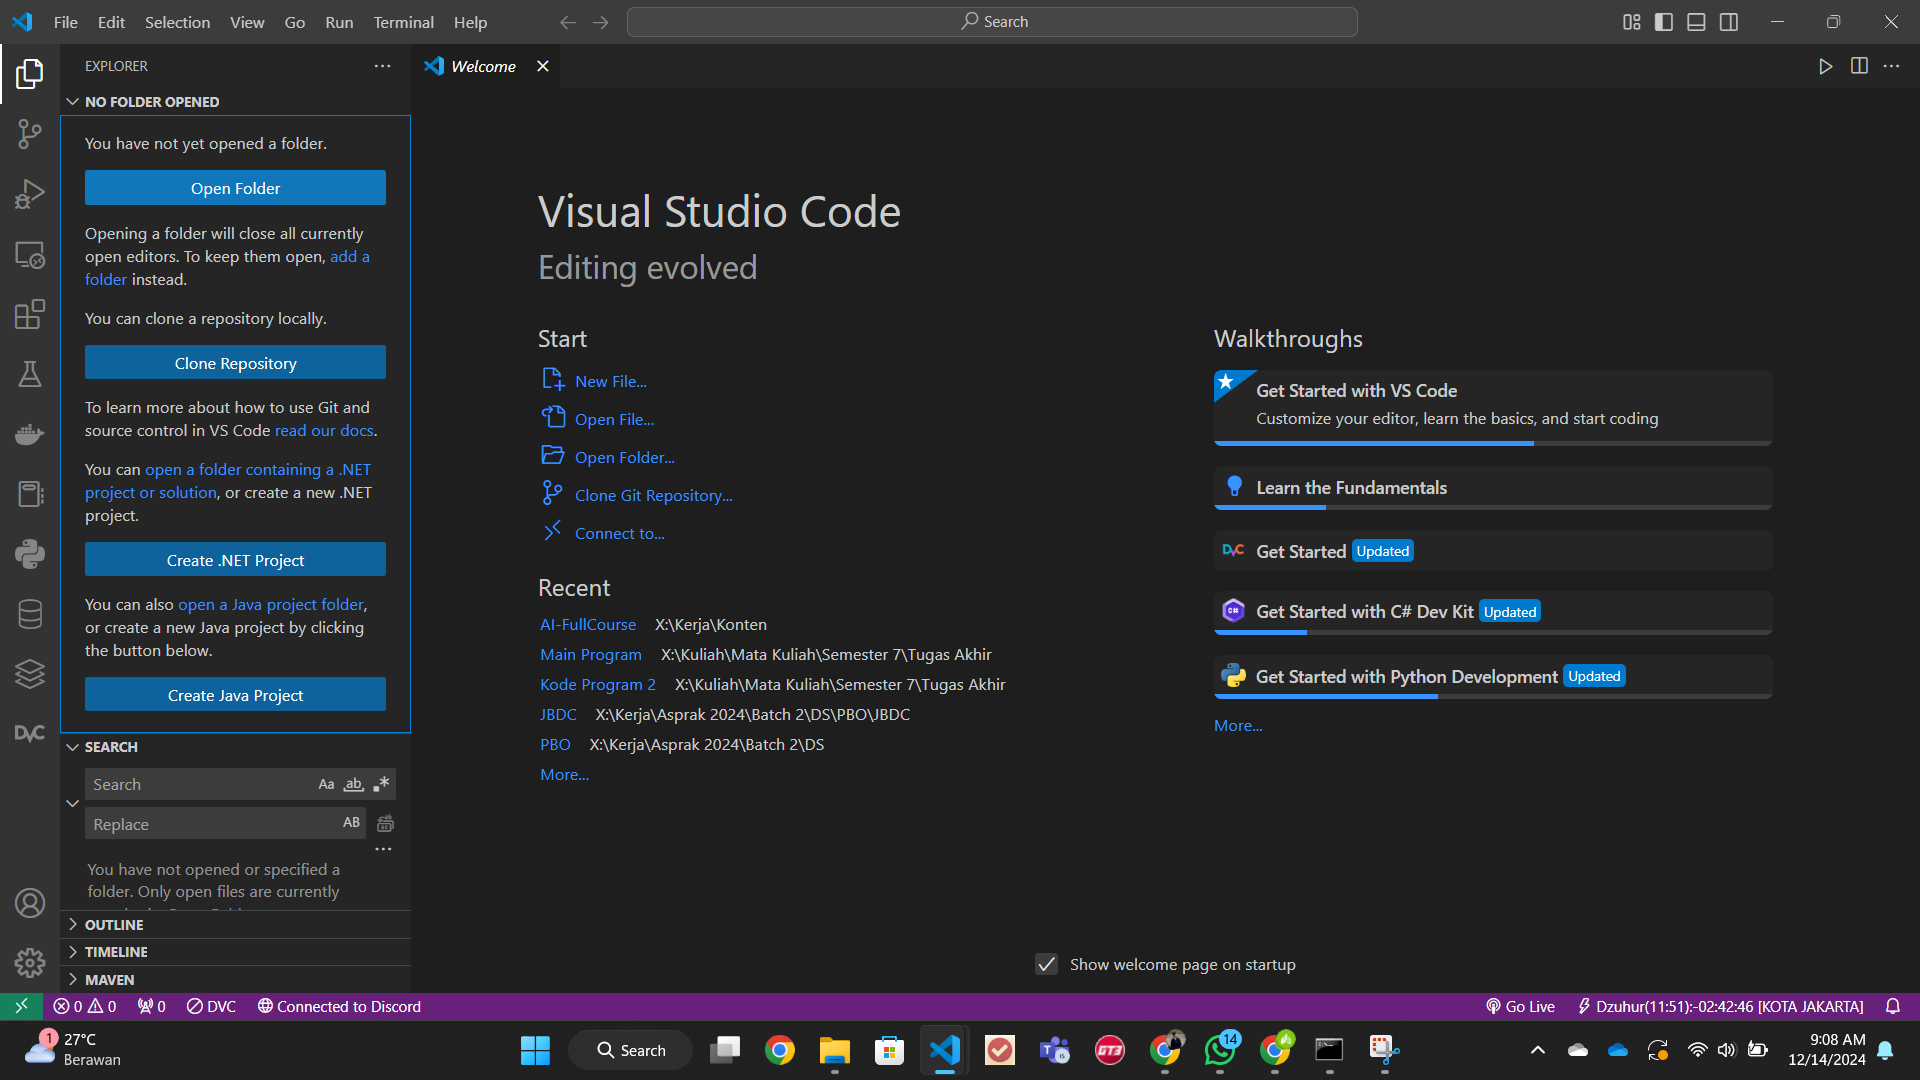 File Edit Selection View Go Run Terminal Help
Search
EXPLORER
NO FOLDER OPENED
You have not yet opened a folder.
Open Folder
Opening a folder will close all currently
open editors. To keep them open, add a
folder instead.
You can clone a repository locally.
Clone Repository
To learn more about how to use Git and
source control in VS Code read our docs.
You can open a folder containing a .NET
project or solution, or create a new .NET
project.
Create .NET Project
You can also open a Java project folder,
or create a new Java project by clicking
the button below.
Create Java Project
DVC
SEARCH
Search Aa ab
Replace AB
You have not opened or specified a
folder. Only open files are currently
OUTLINE
TIMELINE
MAVEN
Welcome
Visual Studio Code
Editing evolved
Start
New File...
Open File...
Open Folder...
Clone Git Repository...
Connect to...
Recent
AI-FullCourse X:\Kerja\Konten
Main Program X:\Kuliah\Mata Kuliah\Semester 7\Tugas Akhir
Kode Program 2 X:\Kuliah\Mata Kuliah\Semester 7\Tugas Akhir
JBDC X:\Kerja\Asprak 2024\Batch 2\DS\PBO\JBDC
PBO X:\Kerja\Asprak 2024\Batch 2\DS
More...
Walkthroughs
Get Started with VS Code
Customize your editor, learn the basics, and start coding
Learn the Fundamentals
DVC Get Started Updated
C# Get Started with C# Dev Kit Updated
Get Started with Python Development Updated
More...
Show welcome page on startup
0 0 0 DVC Connected to Discord
Go Live Dzuhur(11:51):-02:42:46 [KOTA JAKARTA]
1 27°C
Berawan
Search
GT3
14
9:08 AM
12/14/2024